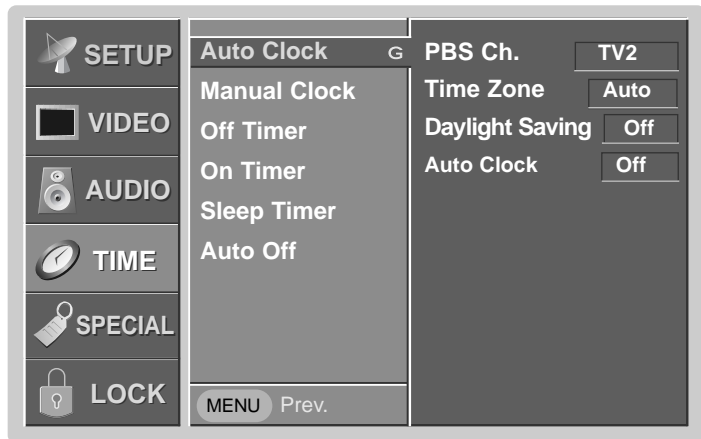 SETUP
VIDEO
AUDIO
TIME
SPECIAL
LOCK
Auto Clock G
Manual Clock
Off Timer
On Timer
Sleep Timer
Auto Off
MENU Prev.
PBS Ch. TV2
Time Zone Auto
Daylight Saving Off
Auto Clock Off